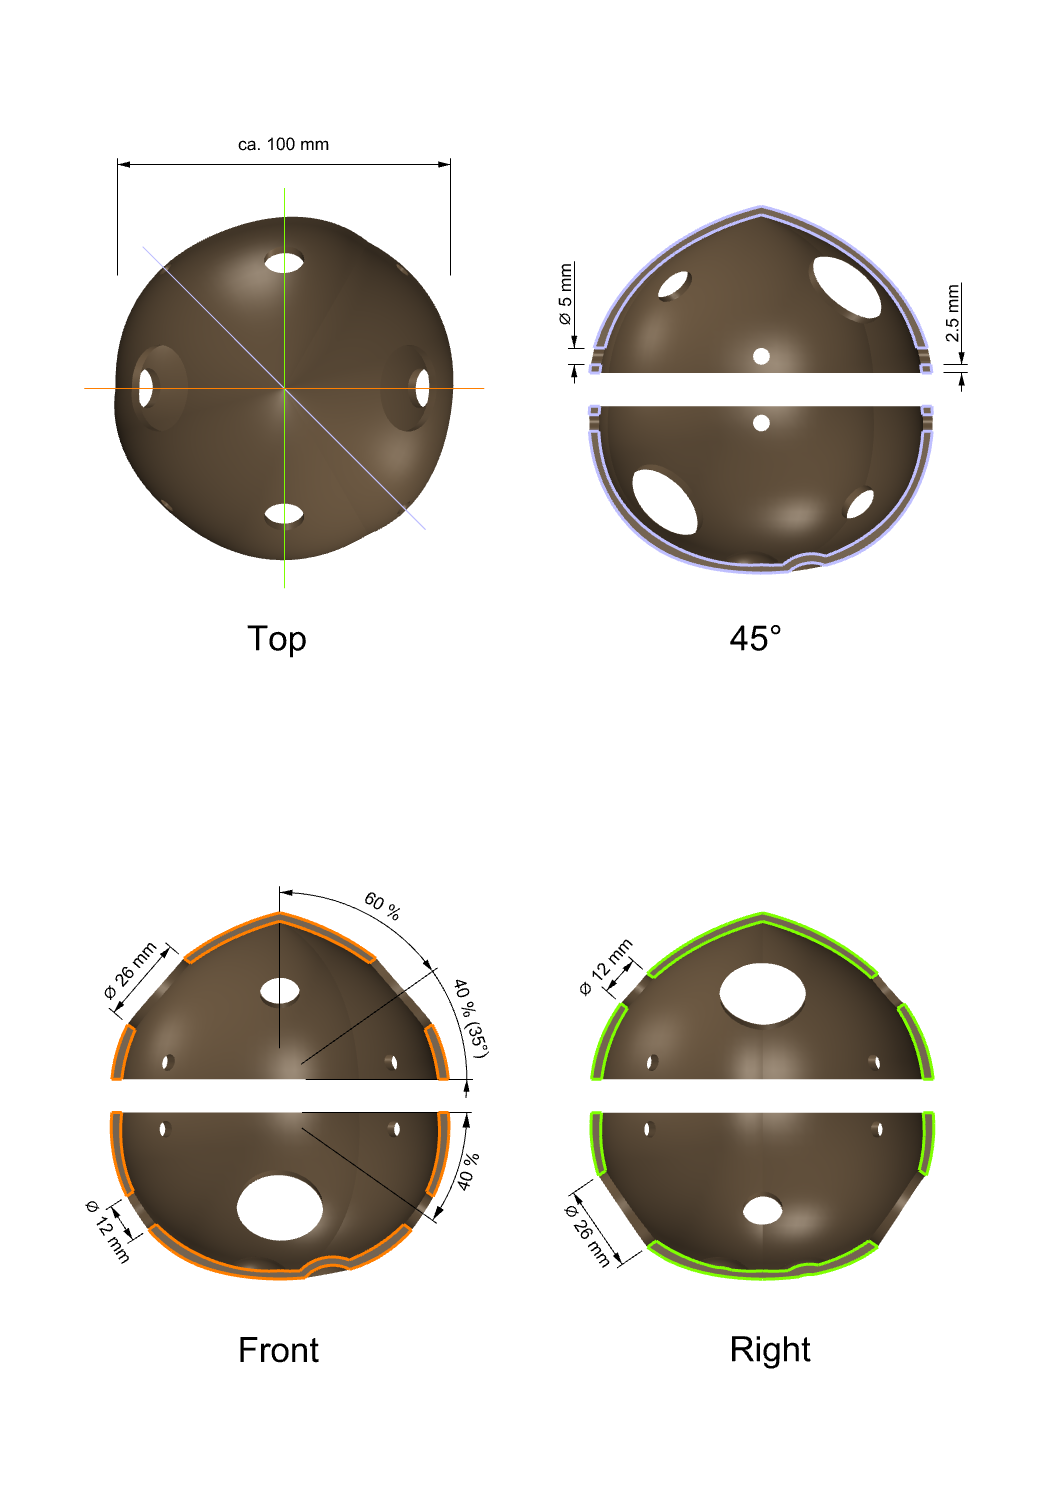 ca. 100 mm
⌀ 5 mm
2.5 mm
Top
45°
60 %
⌀ 26 mm
40 % (35°)
⌀ 12 mm
40 %
⌀ 12 mm
⌀ 26 mm
Front
Right